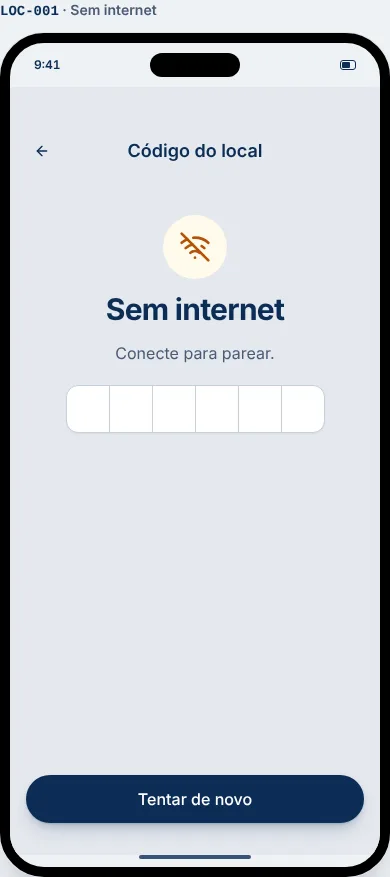 LOC-001 · Sem internet
9:41
Código do local
Sem internet
Conecte para parear.
Tentar de novo